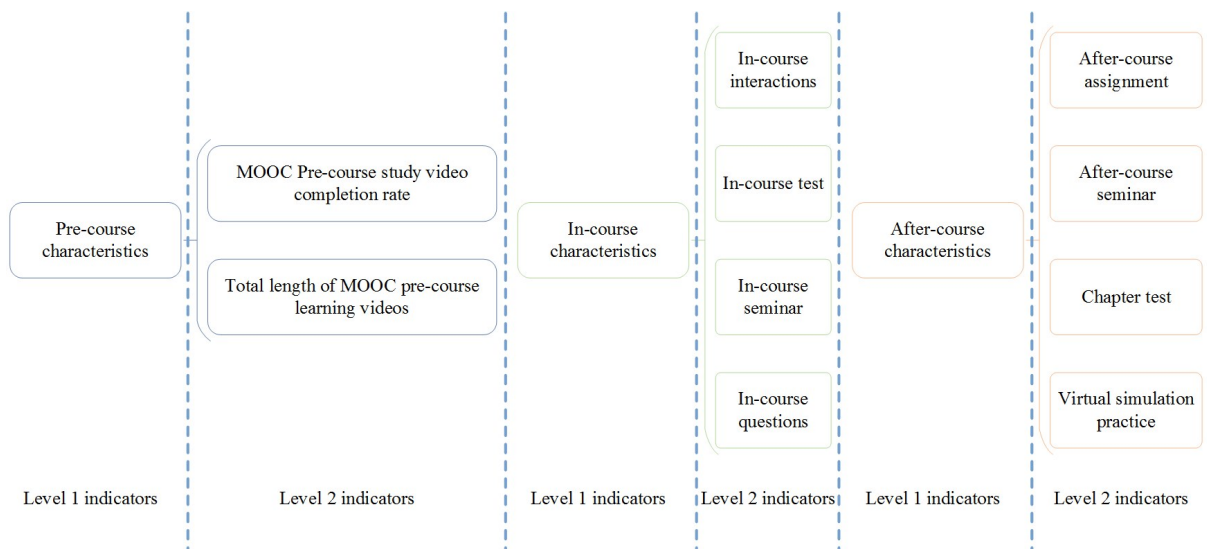 Pre-course
characteristics
MOOC Pre-course study video
completion rate
Total length of MOOC pre-course
learning videos
In-course
characteristics
In-course
interactions
In-course test
In-course
seminar
In-course
questions
After-course
characteristics
After-course
assignment
After-course
seminar
Chapter test
Virtual simulation
practice
Level 1 indicators
Level 2 indicators
Level 1 indicators
Level 2 indicators
Level 1 indicators
Level 2 indicators